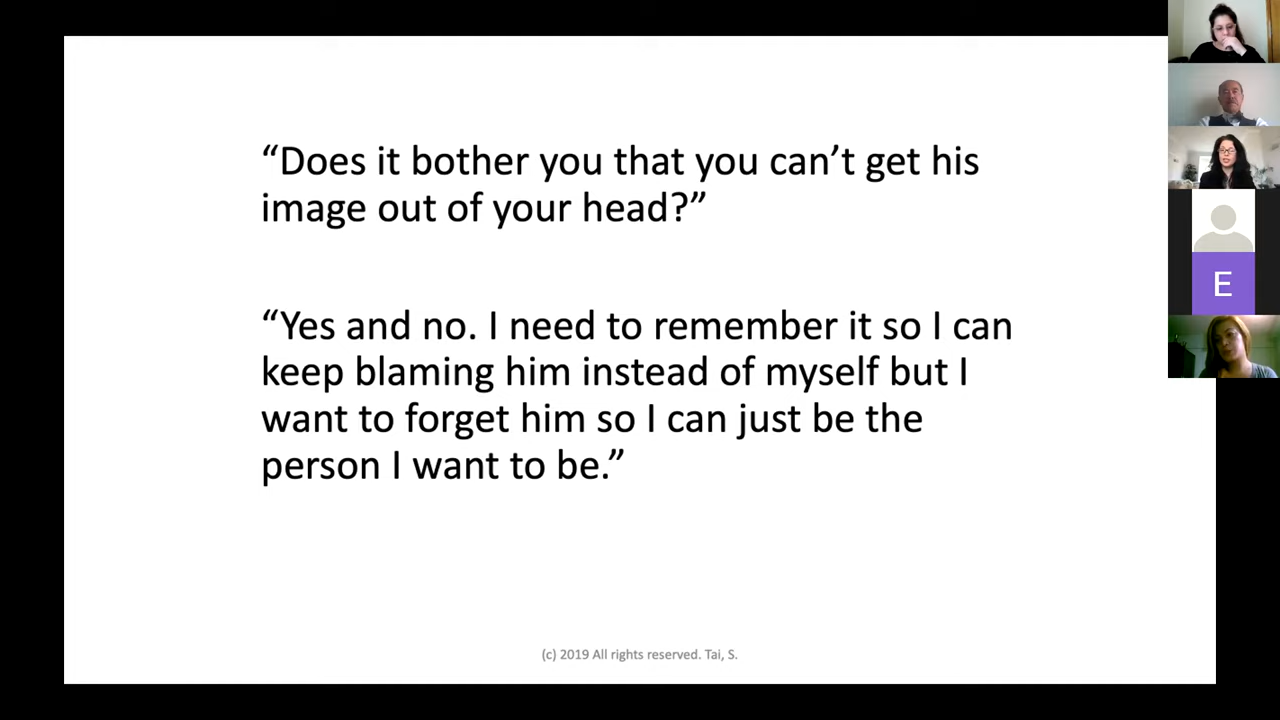 “Does it bother you that you can’t get his
image out of your head?”
“Yes and no. I need to remember it so I can
keep blaming him instead of myself but I
want to forget him so I can just be the
person I want to be.”
(c) 2019 All rights reserved. Tai, S.
E